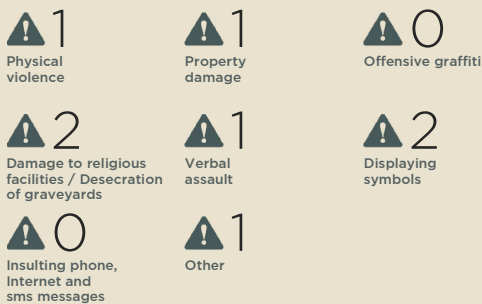 1
Physical
violence
1
Property
damage
0
Offensive graffiti
2
Damage to religious
facilities / Desecration
of graveyards
1
Verbal
assault
2
Displaying
symbols
0
Insulting phone,
Internet and
sms messages
1
Other